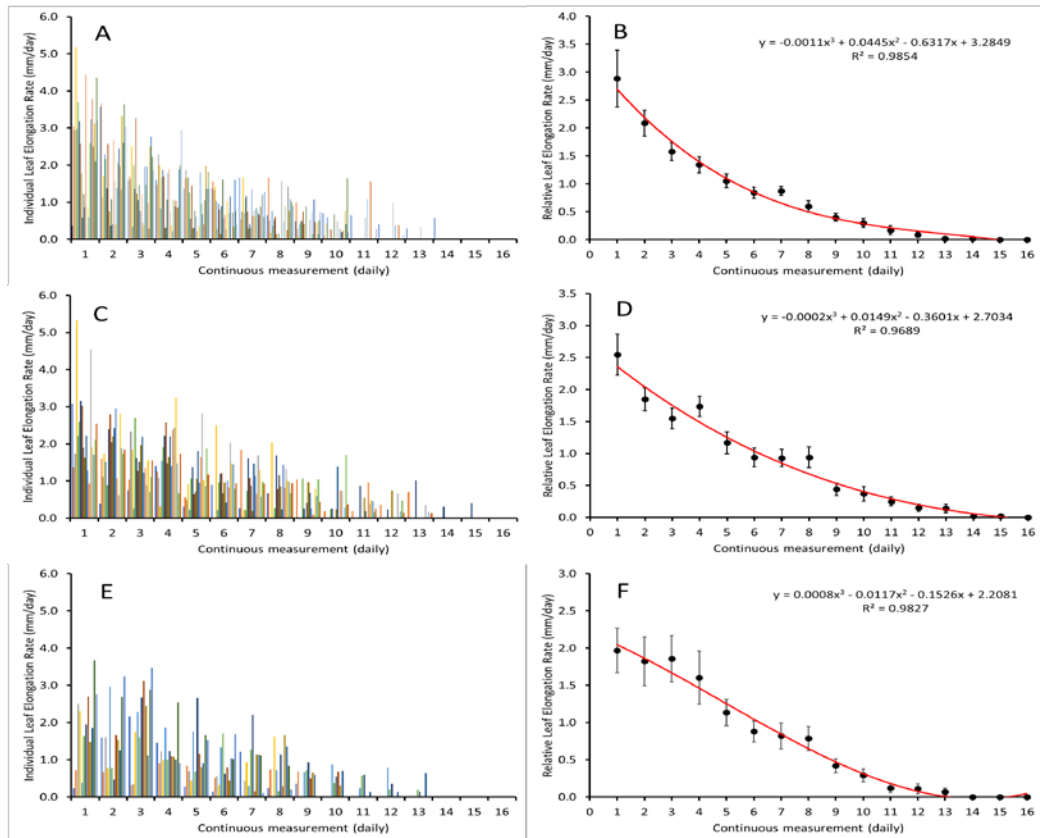 A
Individual Leaf Elongation Rate (mm/day)
6.0
5.0
4.0
3.0
2.0
1.0
0.0
1 2 3 4 5 6 7 8 9 10 11 12 13 14 15 16
Continuous measurement (daily)
B
y = -0.0011x³ + 0.0445x² - 0.6317x + 3.2849
R² = 0.9854
Relative Leaf Elongation Rate (mm/day)
4.0
3.5
3.0
2.5
2.0
1.5
1.0
0.5
0.0
0 1 2 3 4 5 6 7 8 9 10 11 12 13 14 15 16
Continuous measurement (daily)
C
Individual Leaf Elongation Rate (mm/day)
6.0
5.0
4.0
3.0
2.0
1.0
0.0
1 2 3 4 5 6 7 8 9 10 11 12 13 14 15 16
Continuous measurement (daily)
D
y = -0.0002x³ + 0.0149x² - 0.3601x + 2.7034
R² = 0.9689
Relative Leaf Elongation Rate (mm/day)
3.5
3.0
2.5
2.0
1.5
1.0
0.5
0.0
0 1 2 3 4 5 6 7 8 9 10 11 12 13 14 15 16
Continuous measurement (daily)
E
Individual Leaf Elongation Rate (mm/day)
6.0
5.0
4.0
3.0
2.0
1.0
0.0
1 2 3 4 5 6 7 8 9 10 11 12 13 14 15 16
Continuous measurement (daily)
F
y = 0.0008x³ - 0.0117x² - 0.1526x + 2.2081
R² = 0.9827
Relative Leaf Elongation Rate (mm/day)
3.0
2.5
2.0
1.5
1.0
0.5
0.0
0 1 2 3 4 5 6 7 8 9 10 11 12 13 14 15 16
Continuous measurement (daily)